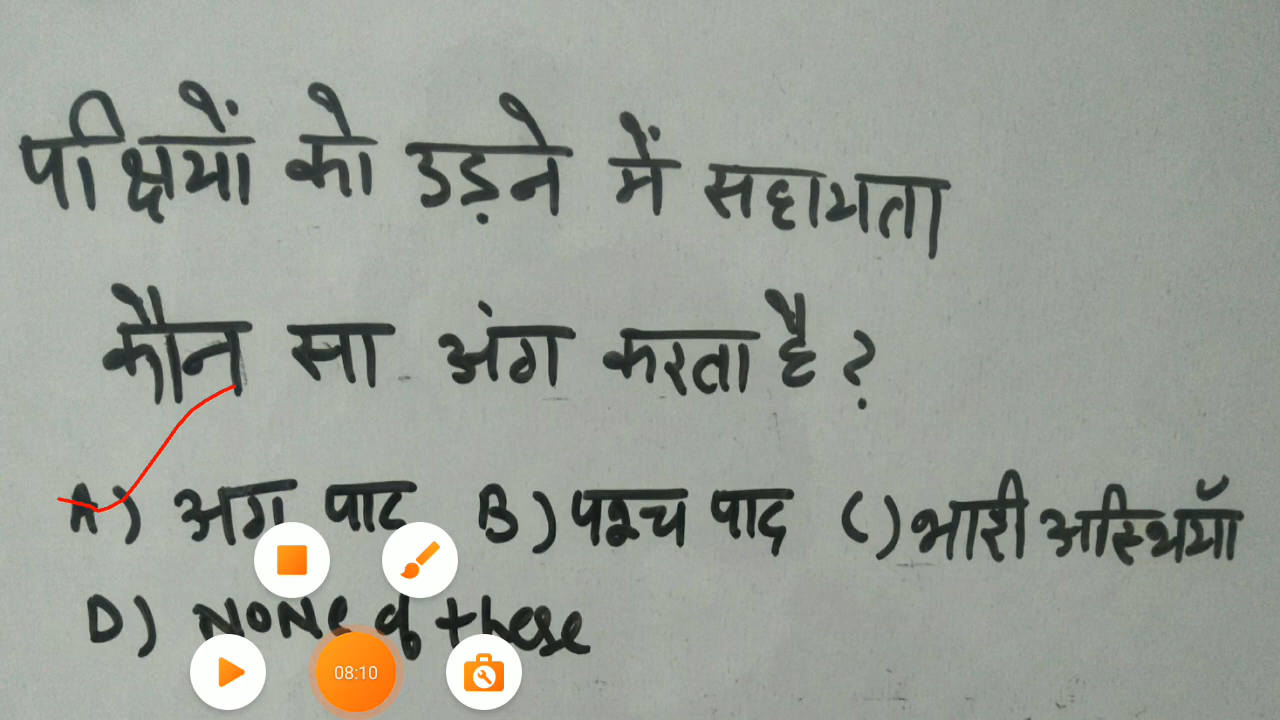 पक्षियों को उड़ने में सहायता
कौन सा अंग करता है ?
A) अग्र पाद B) पश्च पाद C) भारी अस्थियाँ
D) NONE of these
08:10